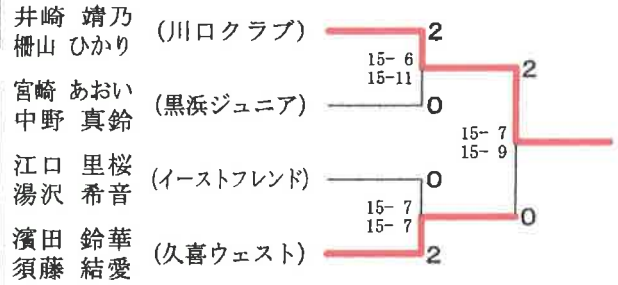 井崎 靖乃
柵山 ひかり
(川口クラブ)
2
15- 6
15-11
2
宮崎 あおい
中野 真鈴
(黒浜ジュニア)
0
15- 7
15- 9
江口 里桜
湯沢 希音
(イーストフレンド)
0
15- 7
15- 7
0
濱田 鈴華
須藤 結愛
(久喜ウェスト)
2